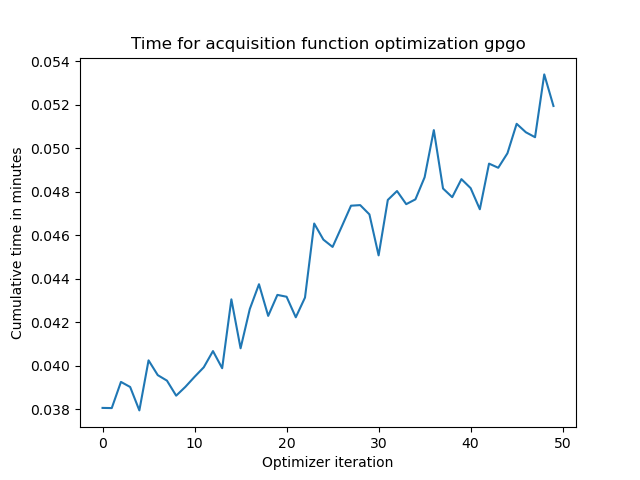 Time for acquisition function optimization gpgo
Cumulative time in minutes
0.054
0.052
0.050
0.048
0.046
0.044
0.042
0.040
0.038
0 10 20 30 40 50
Optimizer iteration